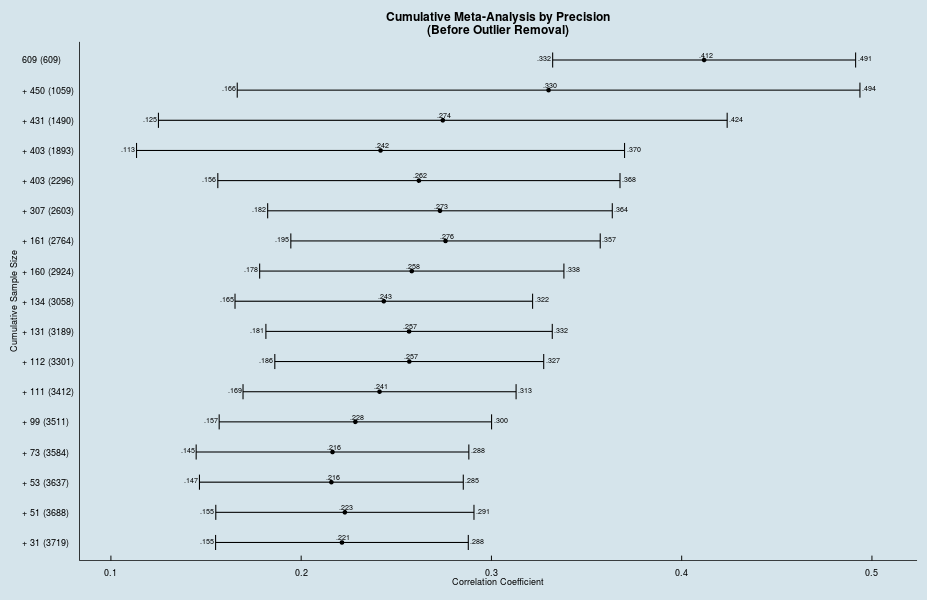 Cumulative Meta-Analysis by Precision
(Before Outlier Removal)
609 (609) .332 .412 .491
+ 450 (1059) .166 .330 .494
+ 431 (1490) .125 .274 .424
+ 403 (1893) .113 .242 .370
+ 403 (2296) .156 .262 .368
+ 307 (2603) .182 .273 .364
+ 161 (2764) .195 .276 .357
+ 160 (2924) .178 .258 .338
+ 134 (3058) .165 .243 .322
+ 131 (3189) .181 .257 .332
+ 112 (3301) .186 .257 .327
+ 111 (3412) .169 .241 .313
+ 99 (3511) .157 .228 .300
+ 73 (3584) .145 .216 .288
+ 53 (3637) .147 .216 .285
+ 51 (3688) .155 .223 .291
+ 31 (3719) .155 .221 .288
Cumulative Sample Size
0.1 0.2 0.3 0.4 0.5
Correlation Coefficient